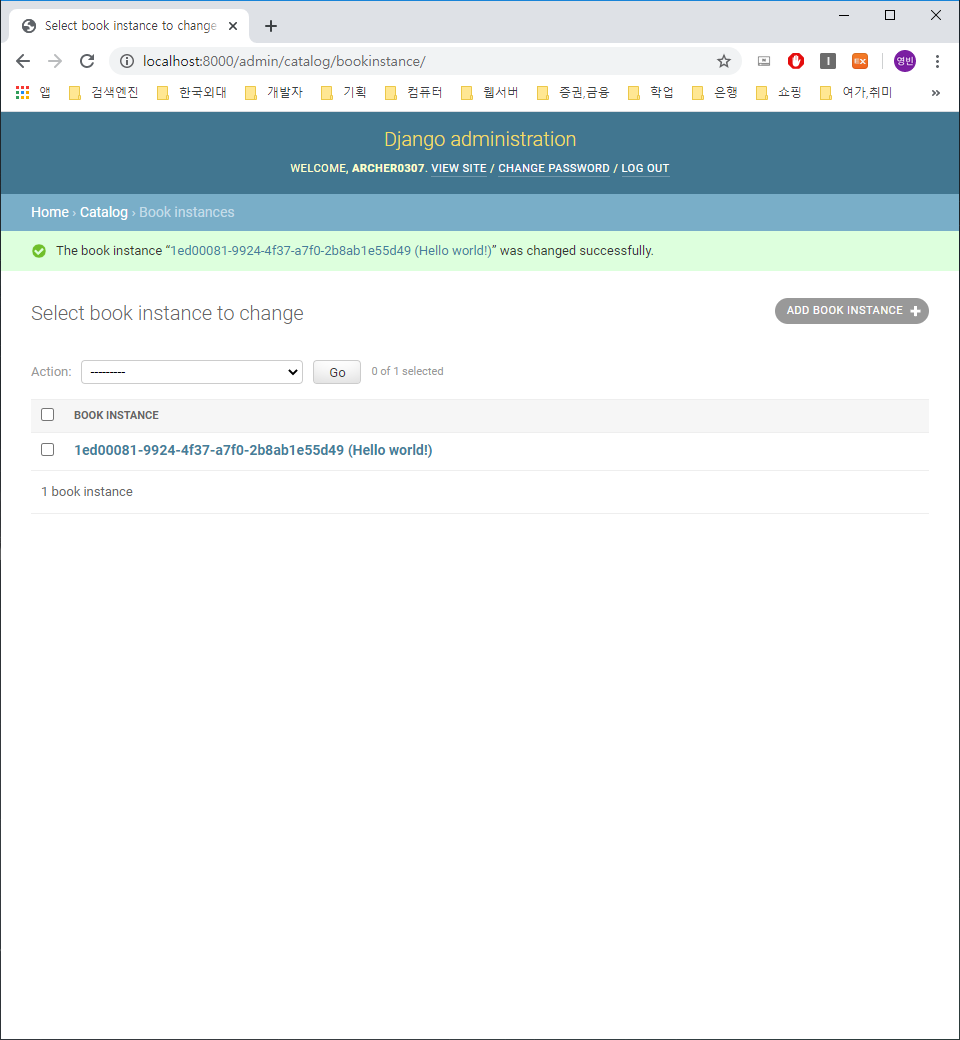 Select book instance to change
localhost:8000/admin/catalog/bookinstance/
영빈
앱 검색엔진 한국외대 개발자 기획 컴퓨터 웹서버 증권,금융 학업 은행 쇼핑 여가,취미 »
Django administration
WELCOME, ARCHER0307. VIEW SITE / CHANGE PASSWORD / LOG OUT
Home › Catalog › Book instances
The book instance “1ed00081-9924-4f37-a7f0-2b8ab1e55d49 (Hello world!)” was changed successfully.
Select book instance to change
ADD BOOK INSTANCE +
Action: --------- Go 0 of 1 selected
BOOK INSTANCE
1ed00081-9924-4f37-a7f0-2b8ab1e55d49 (Hello world!)
1 book instance